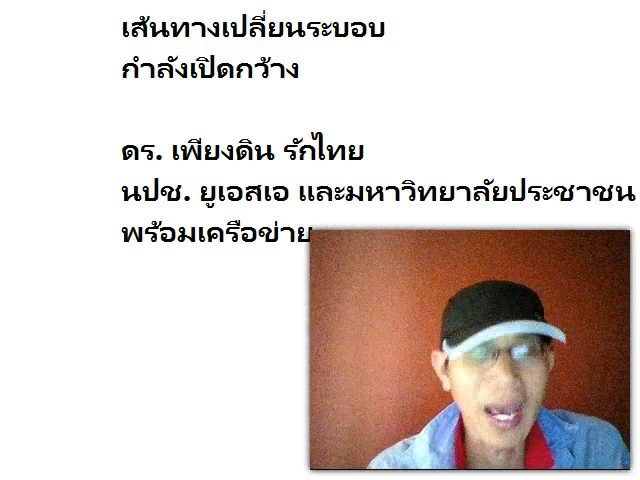 เส้นทางเปลี่ยนระบอบ
กำลังเปิดกว้าง
ดร. เพียงดิน รักไทย
นปช. ยูเอสเอ และมหาวิทยาลัยประชาชน
พร้อมเครือข่าย